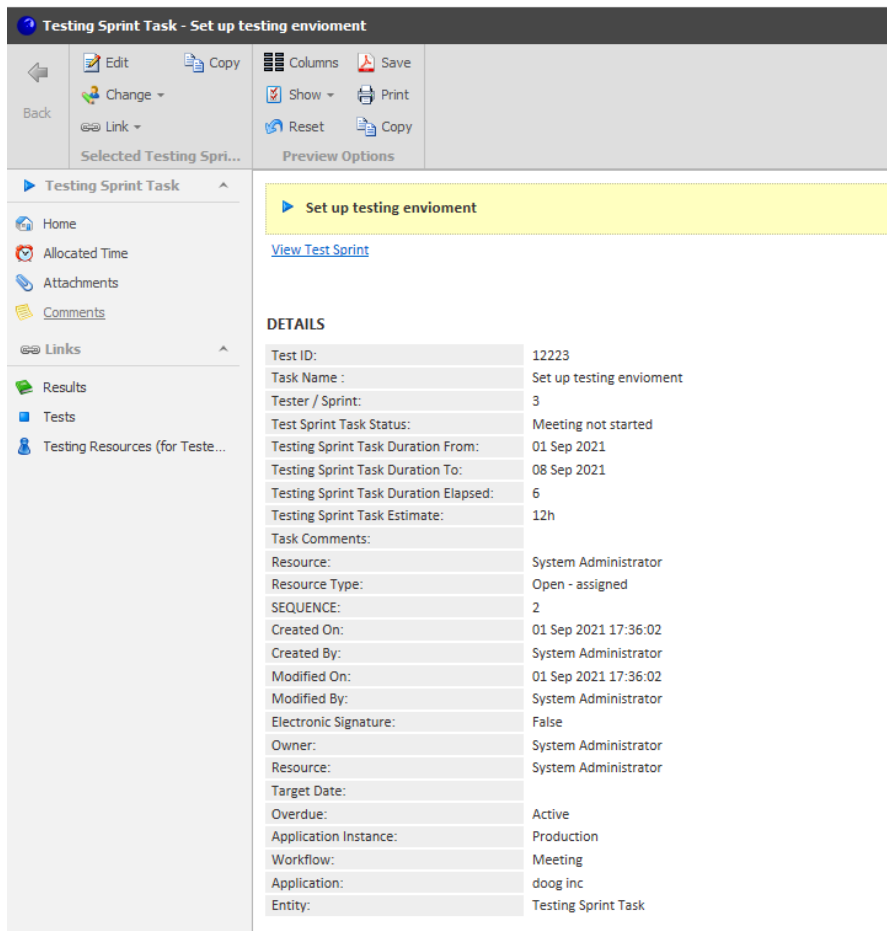 Testing Sprint Task - Set up testing envioment
Back
Edit
Copy
Change
Link
Selected Testing Spri...
Columns
Save
Show
Print
Reset
Copy
Preview Options
Testing Sprint Task
Home
Allocated Time
Attachments
Comments
Links
Results
Tests
Testing Resources (for Teste...
Set up testing envioment
View Test Sprint
DETAILS
Test ID: 12223
Task Name : Set up testing envioment
Tester / Sprint: 3
Test Sprint Task Status: Meeting not started
Testing Sprint Task Duration From: 01 Sep 2021
Testing Sprint Task Duration To: 08 Sep 2021
Testing Sprint Task Duration Elapsed: 6
Testing Sprint Task Estimate: 12h
Task Comments:
Resource: System Administrator
Resource Type: Open - assigned
SEQUENCE: 2
Created On: 01 Sep 2021 17:36:02
Created By: System Administrator
Modified On: 01 Sep 2021 17:36:02
Modified By: System Administrator
Electronic Signature: False
Owner: System Administrator
Resource: System Administrator
Target Date:
Overdue: Active
Application Instance: Production
Workflow: Meeting
Application: doog inc
Entity: Testing Sprint Task